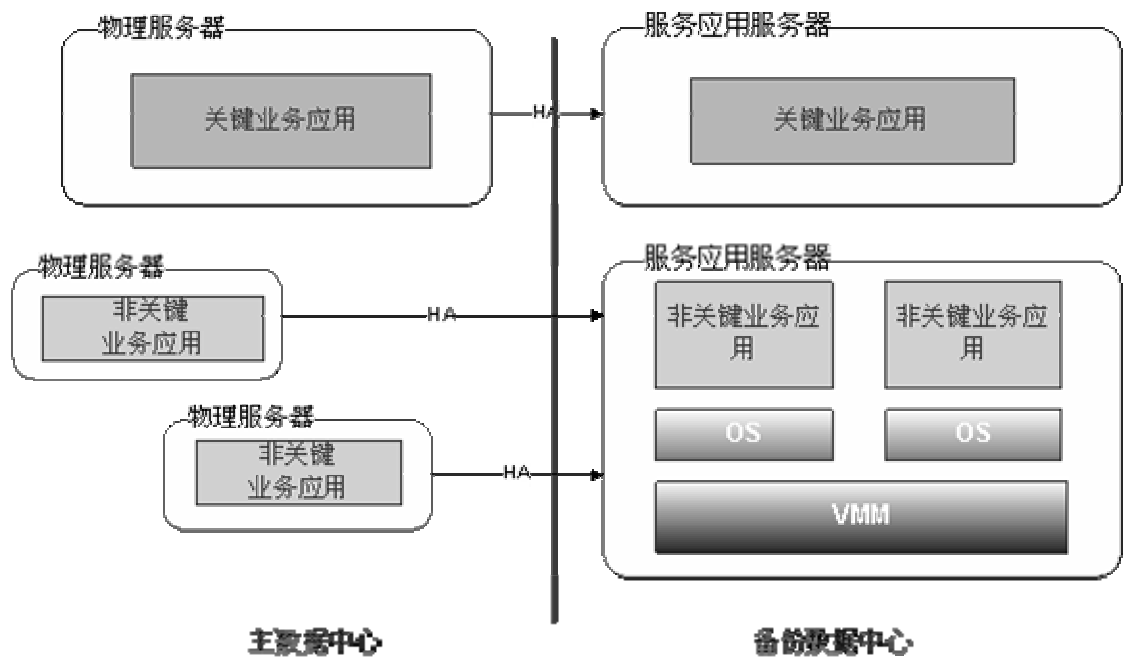 物理服务器
服务应用服务器
关键业务应用
HA
关键业务应用
物理服务器
服务应用服务器
非关键
业务应用
HA
非关键业务应
用
非关键业务应
用
物理服务器
非关键
业务应用
HA
OS
OS
VMM
主数据中心
备份数据中心